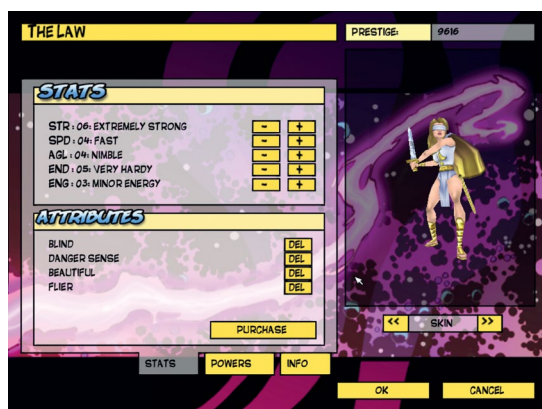 THE LAW
PRESTIGE: 9616
STATS
STR : 06: EXTREMELY STRONG - +
SPD : 04: FAST - +
AGL : 04: NIMBLE - +
END : 05: VERY HARDY - +
ENG : 03: MINOR ENERGY - +
ATTRIBUTES
BLIND DEL
DANGER SENSE DEL
BEAUTIFUL DEL
FLIER DEL
PURCHASE
<< SKIN >>
STATS POWERS INFO
OK CANCEL